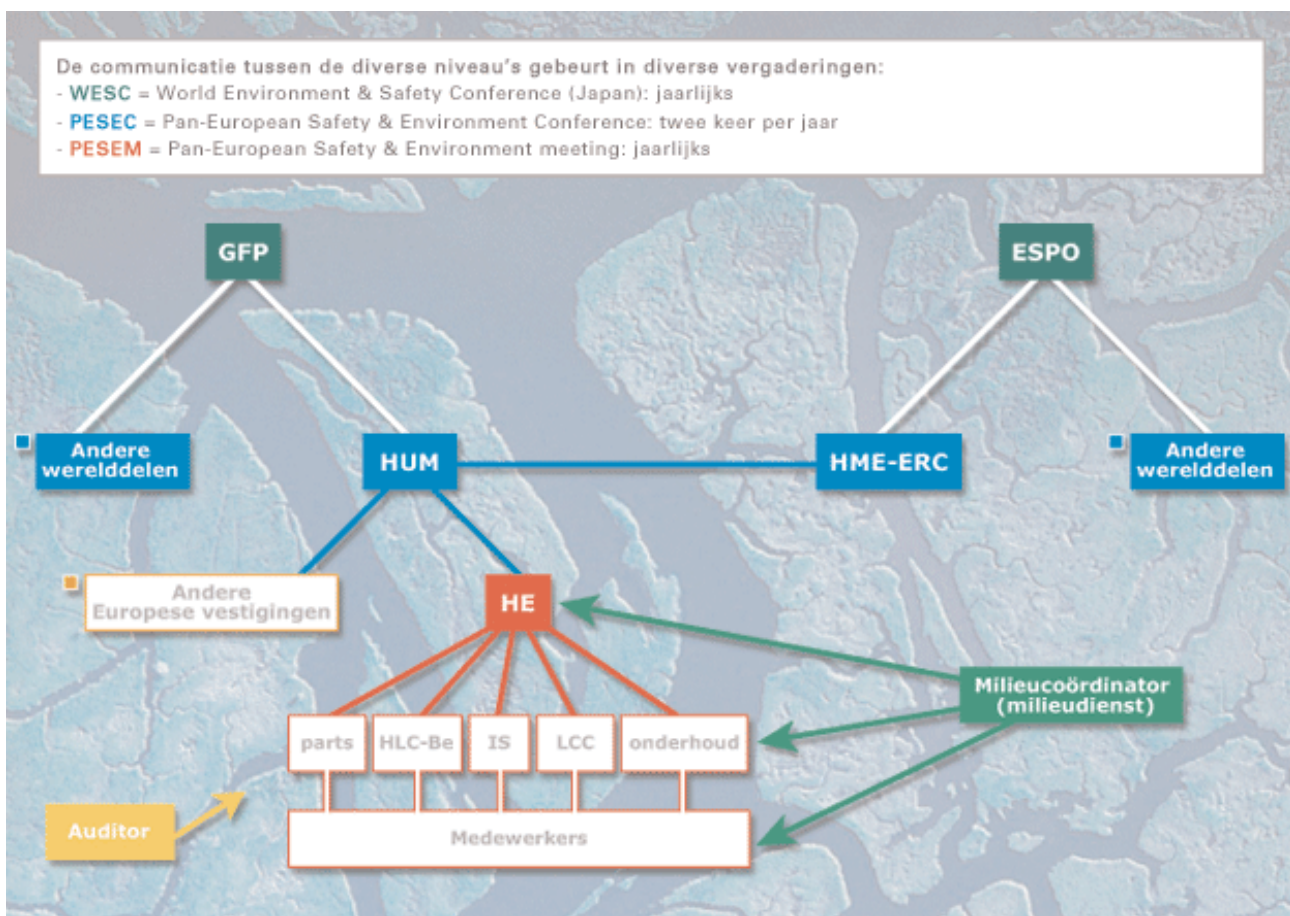 De communicatie tussen de diverse niveau's gebeurt in diverse vergaderingen:
- WESC = World Environment & Safety Conference (Japan): jaarlijks
- PESEC = Pan-European Safety & Environment Conference: twee keer per jaar
- PESEM = Pan-European Safety & Environment meeting: jaarlijks
GFP
ESPO
Andere
werelddelen
HUM
HME-ERC
Andere
werelddelen
Andere
Europese vestigingen
HE
Milieucoördinator
(milieudienst)
parts
HLC-Be
IS
LCC
onderhoud
Auditor
Medewerkers